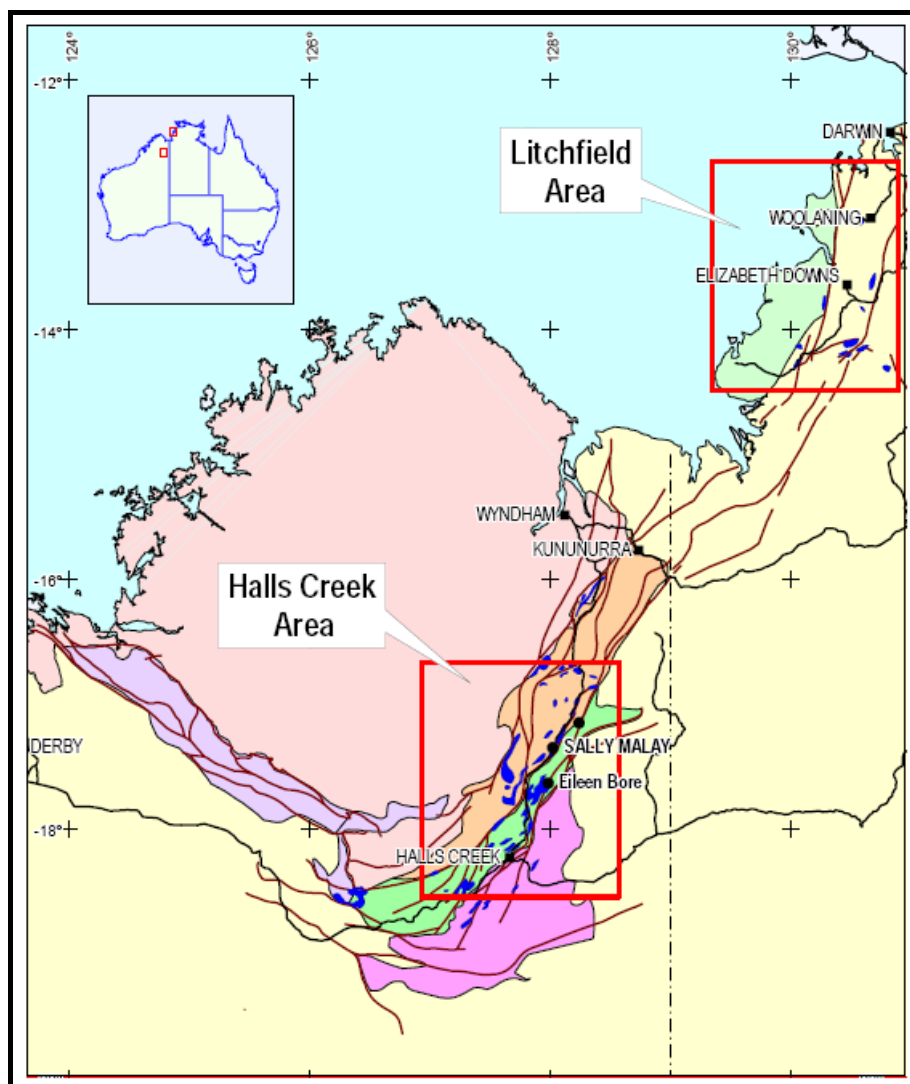 124°
126°
128°
130°
-12°
DARWIN
Litchfield
Area
WOOLANING
ELIZABETH DOWNS
-14°
WYNDHAM
KUNUNURRA
-16°
Halls Creek
Area
NDERBY
SALLY MALAY
Eileen Bore
-18°
HALLS CREEK